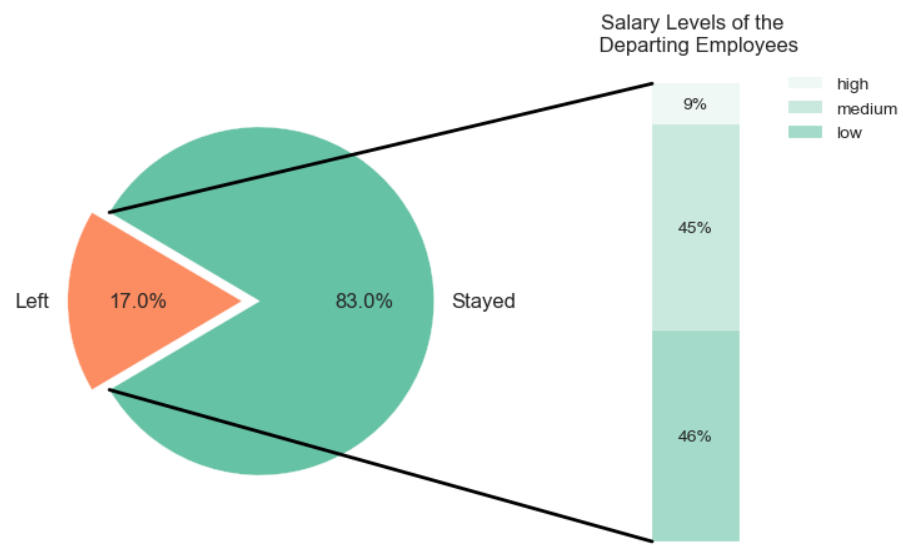 Salary Levels of the
Departing Employees
high
medium
low
9%
45%
46%
Left
17.0%
83.0%
Stayed